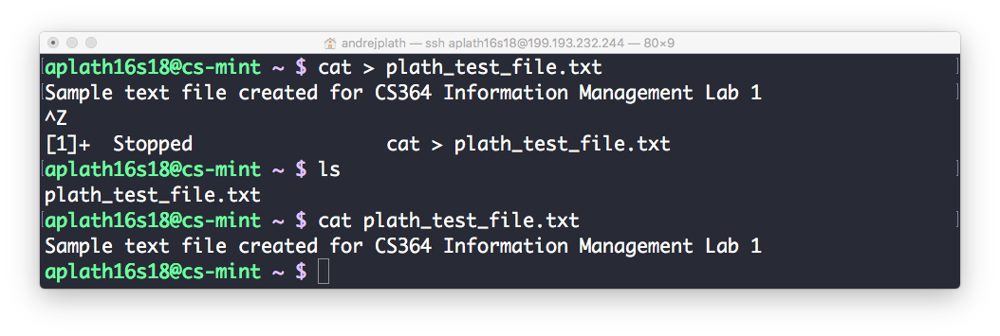 andrejplath — ssh aplath16s18@199.193.232.244 — 80×9
aplath16s18@cs-mint ~ $ cat > plath_test_file.txt
Sample text file created for CS364 Information Management Lab 1
^Z
[1]+  Stopped                 cat > plath_test_file.txt
aplath16s18@cs-mint ~ $ ls
plath_test_file.txt
aplath16s18@cs-mint ~ $ cat plath_test_file.txt
Sample text file created for CS364 Information Management Lab 1
aplath16s18@cs-mint ~ $